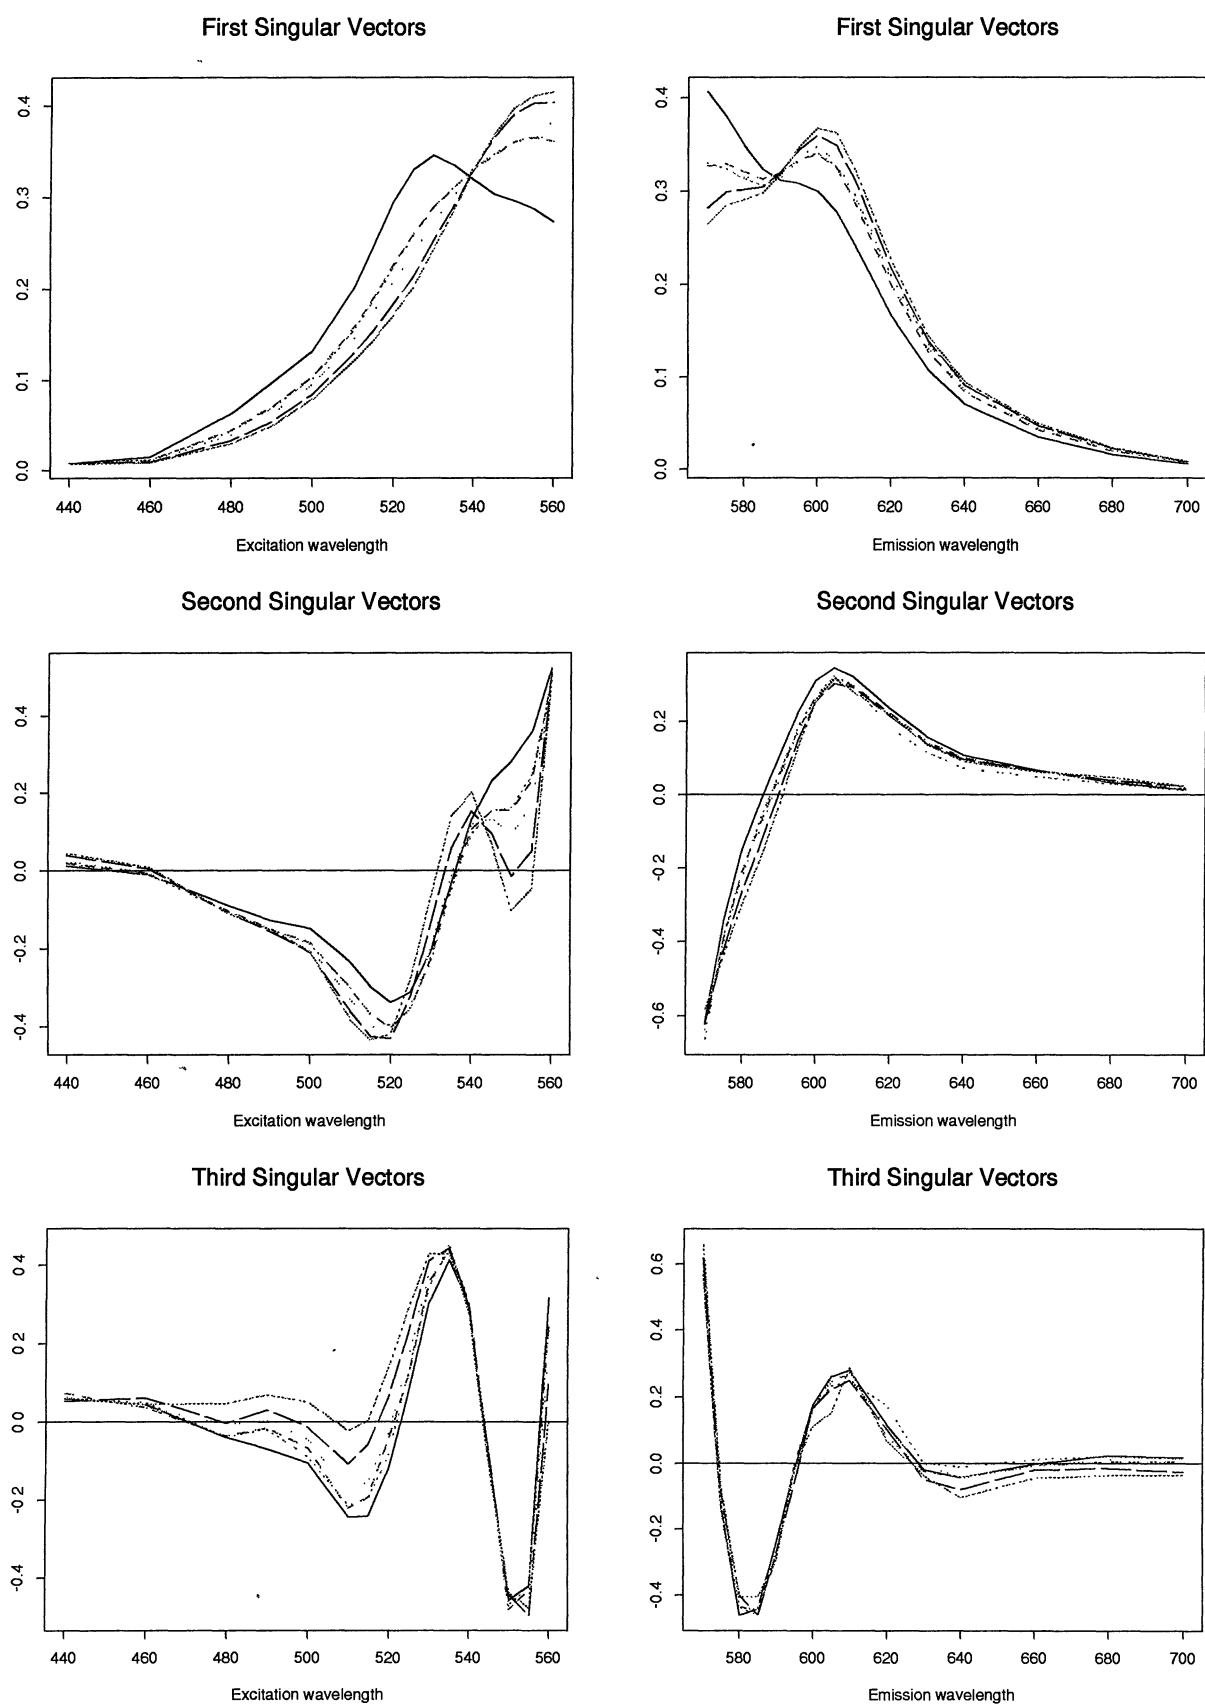 First Singular Vectors
0.4
0.3
0.2
0.1
0.0
440 460 480 500 520 540 560
Excitation wavelength
First Singular Vectors
0.4
0.3
0.2
0.1
0.0
580 600 620 640 660 680 700
Emission wavelength
Second Singular Vectors
0.4
0.2
0.0
-0.2
-0.4
440 460 480 500 520 540 560
Excitation wavelength
Second Singular Vectors
0.2
0.0
-0.2
-0.4
-0.6
580 600 620 640 660 680 700
Emission wavelength
Third Singular Vectors
0.4
0.2
0.0
-0.2
-0.4
440 460 480 500 520 540 560
Excitation wavelength
Third Singular Vectors
0.6
0.4
0.2
0.0
-0.2
-0.4
580 600 620 640 660 680 700
Emission wavelength